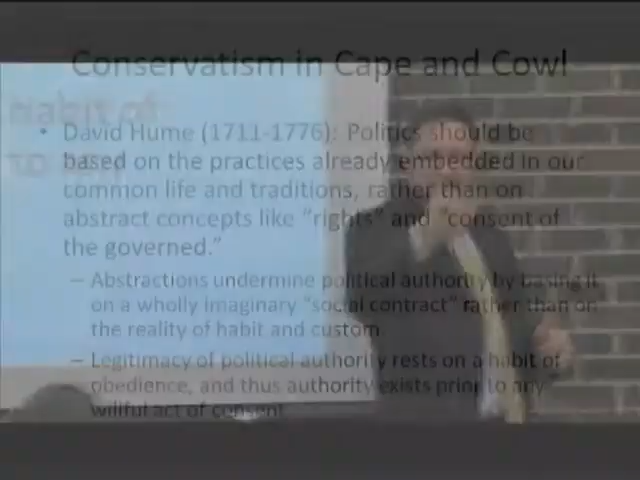 Conservatism in Cape and Cowl
Habit of
• David Hume (1711-1776): Politics should be
based on the practices already embedded in our
common life and traditions, rather than on
abstract concepts like "rights" and "consent of
the governed."
– Abstractions undermine political authority by basing it
on a wholly imaginary "social contract" rather than on
the reality of habit and custom
– Legitimacy of political authority rests on a habit of
obedience, and thus authority exists prior to any
willful act of consent